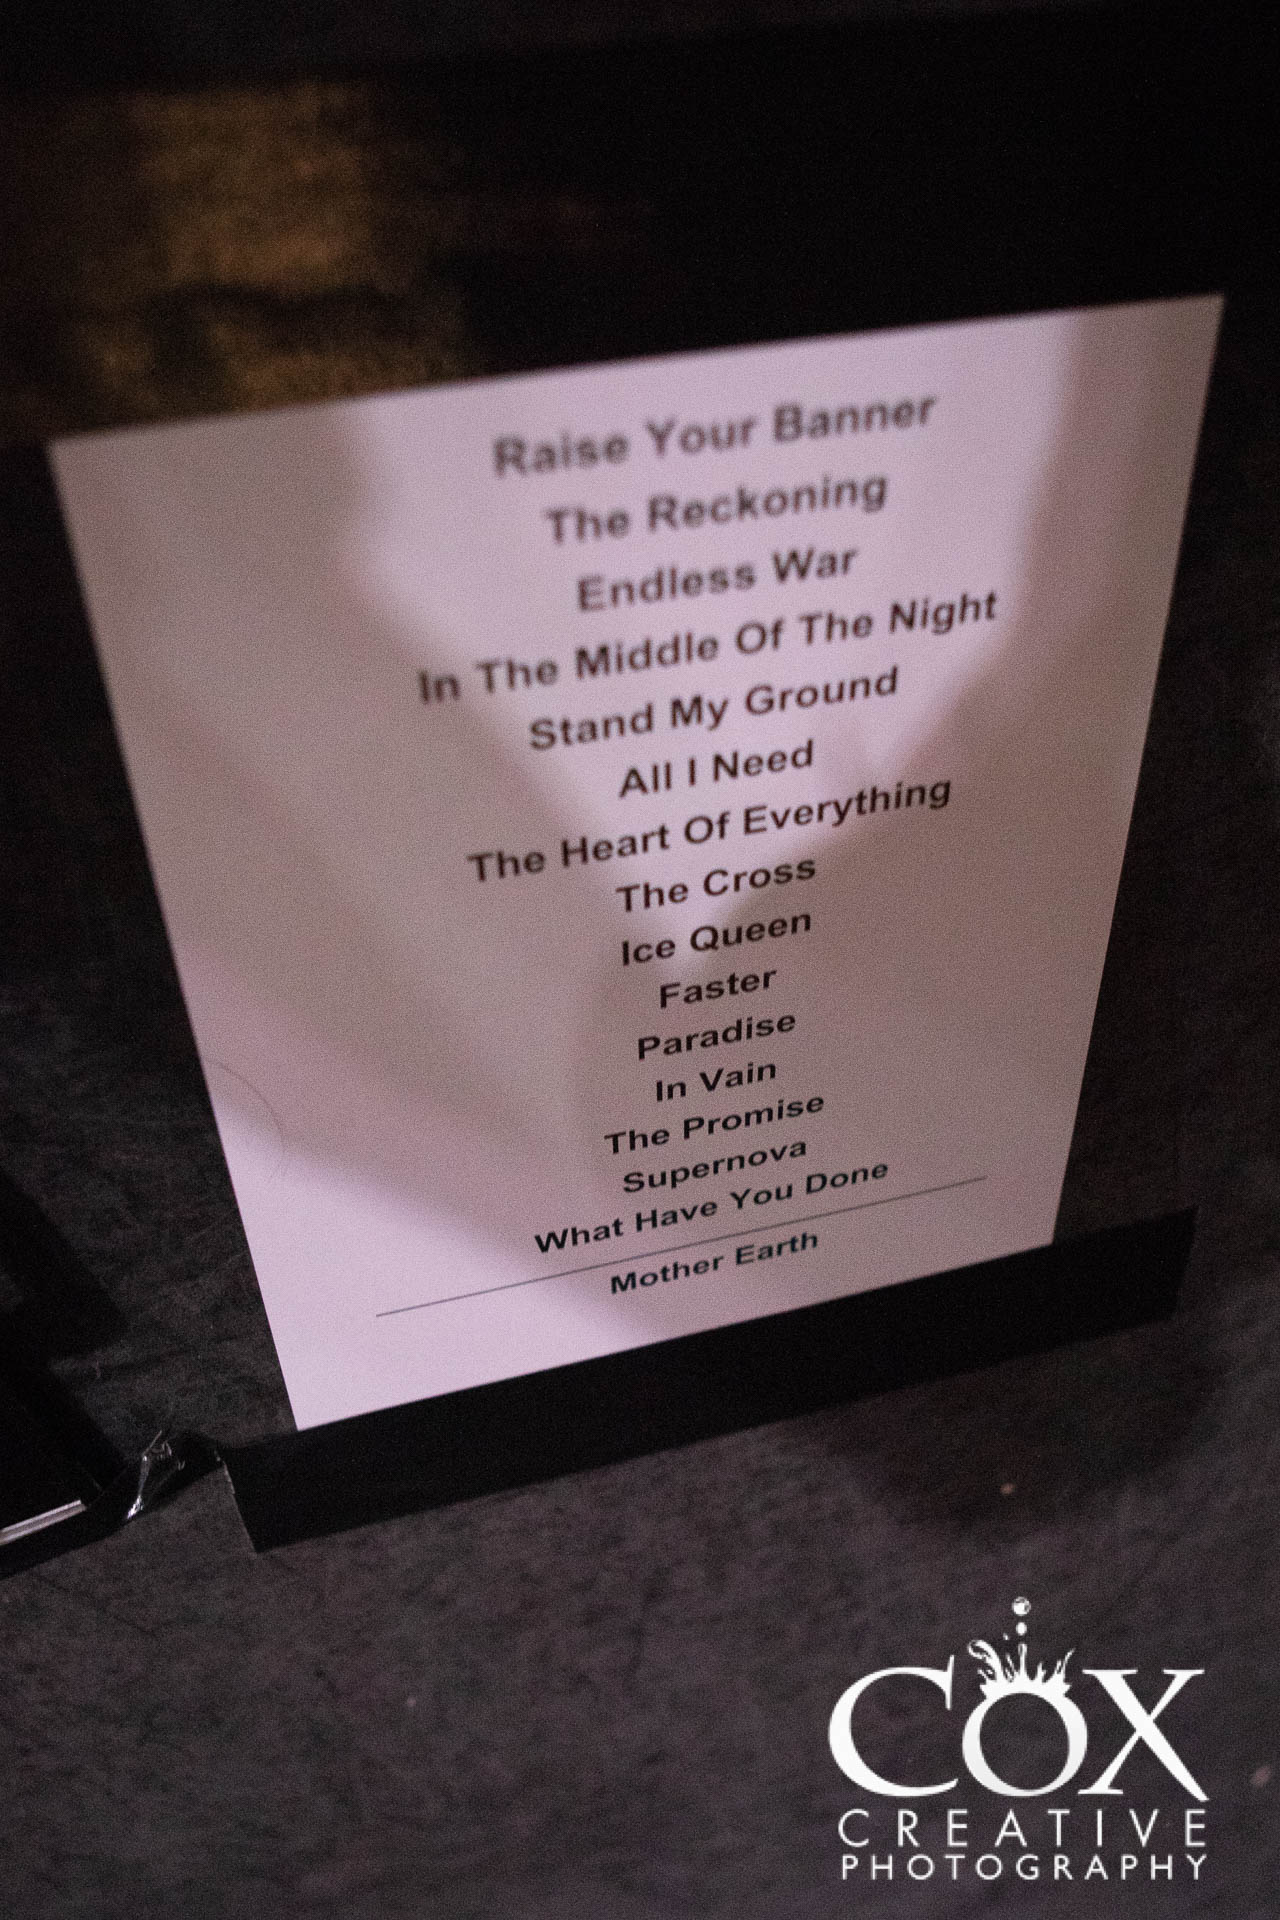 Raise Your Banner
The Reckoning
Endless War
In The Middle Of The Night
Stand My Ground
All I Need
The Heart Of Everything
The Cross
Ice Queen
Faster
Paradise
In Vain
The Promise
Supernova
What Have You Done
Mother Earth
COX
CREATIVE
PHOTOGRAPHY